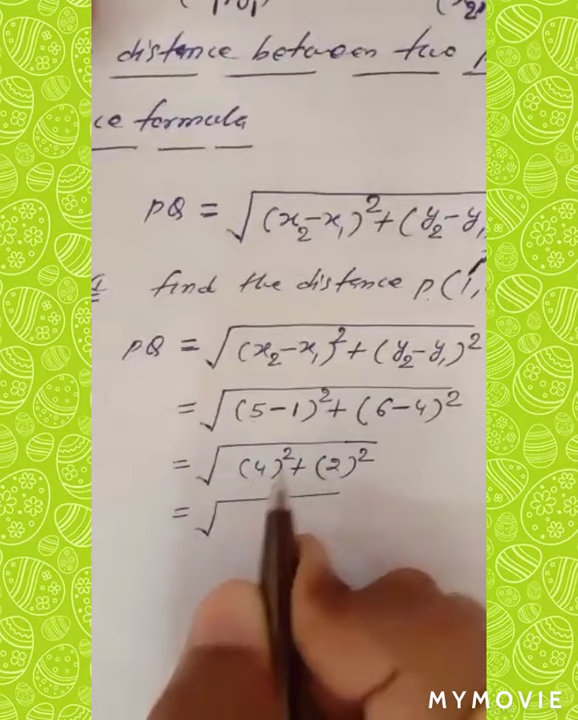 distance between two
ce formula
PQ = √(x₂-x₁)²+(y₂-y₁
find the distance P(1,
PQ = √(x₂-x₁)²+(y₂-y₁)²
= √(5-1)²+(6-4)²
= √(4)²+(2)²
= √
MYMOVIE